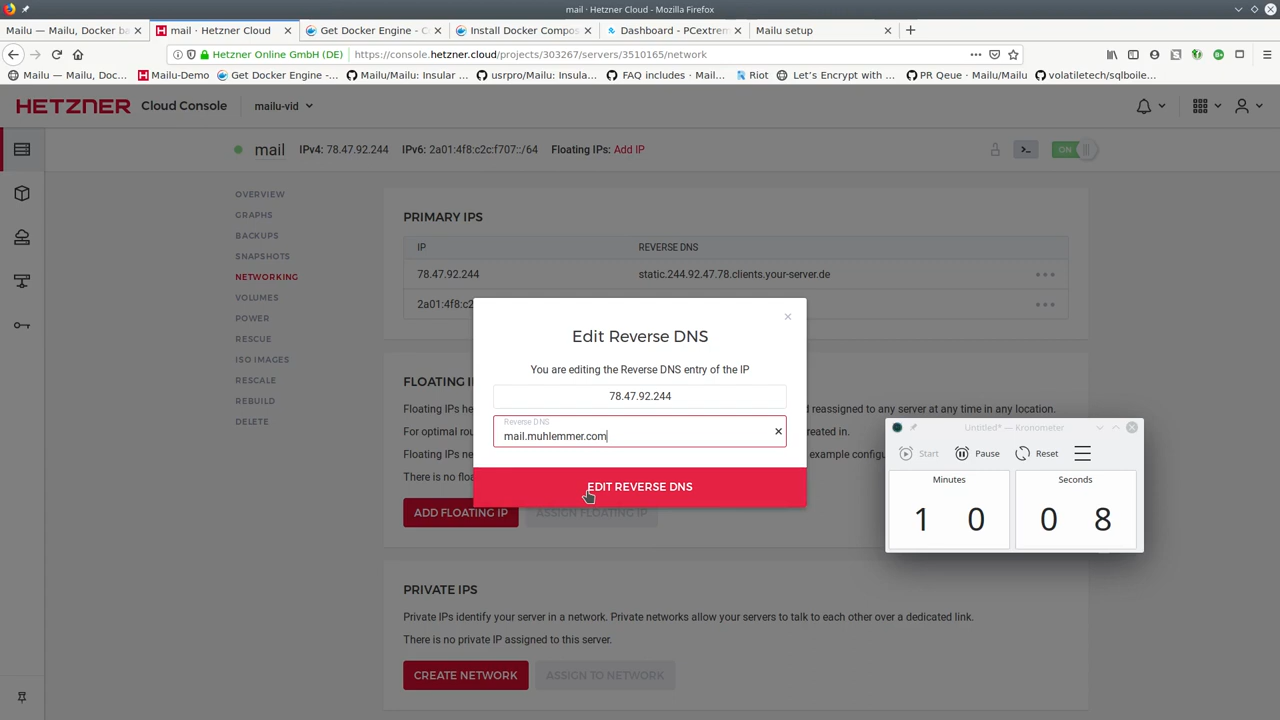 mail · Hetzner Cloud - Mozilla Firefox
Mailu — Mailu, Docker ba
mail · Hetzner Cloud
Get Docker Engine - C
Install Docker Compos
Dashboard - PCextrem
Mailu setup
Hetzner Online GmbH (DE)
https://console.hetzner.cloud/projects/303267/servers/3510165/network
Mailu — Mailu, Doc...
Mailu-Demo
Get Docker Engine -...
Mailu/Mailu: Insular ...
usrpro/Mailu: Insula...
FAQ includes · Mail...
Riot
Let's Encrypt with ...
PR Qeue · Mailu/Mailu
volatiletech/sqlboile...
HETZNER
Cloud Console
mailu-vid
mail
IPv4: 78.47.92.244
IPv6: 2a01:4f8:c2c:f707::/64
Floating IPs: Add IP
ON
OVERVIEW
GRAPHS
BACKUPS
SNAPSHOTS
NETWORKING
VOLUMES
POWER
RESCUE
ISO IMAGES
RESCALE
REBUILD
DELETE
PRIMARY IPS
IP
REVERSE DNS
78.47.92.244
static.244.92.47.78.clients.your-server.de
2a01:4f8:c2
Edit Reverse DNS
You are editing the Reverse DNS entry of the IP
78.47.92.244
Reverse DNS
mail.muhlemmer.com
EDIT REVERSE DNS
FLOATING I
Floating IPs he
reassigned to any server at any time in any location.
For optimal rou
created in.
Floating IPs ne
example configu
There is no floa
ADD FLOATING IP
ASSIGN FLOATING IP
PRIVATE IPS
Private IPs identify your server in a network. Private networks allow your servers to talk to each other over a dedicated link.
There is no private IP assigned to this server.
CREATE NETWORK
ASSIGN TO NETWORK
Untitled* — Kronometer
Start
Pause
Reset
Minutes
Seconds
1 0
0 8